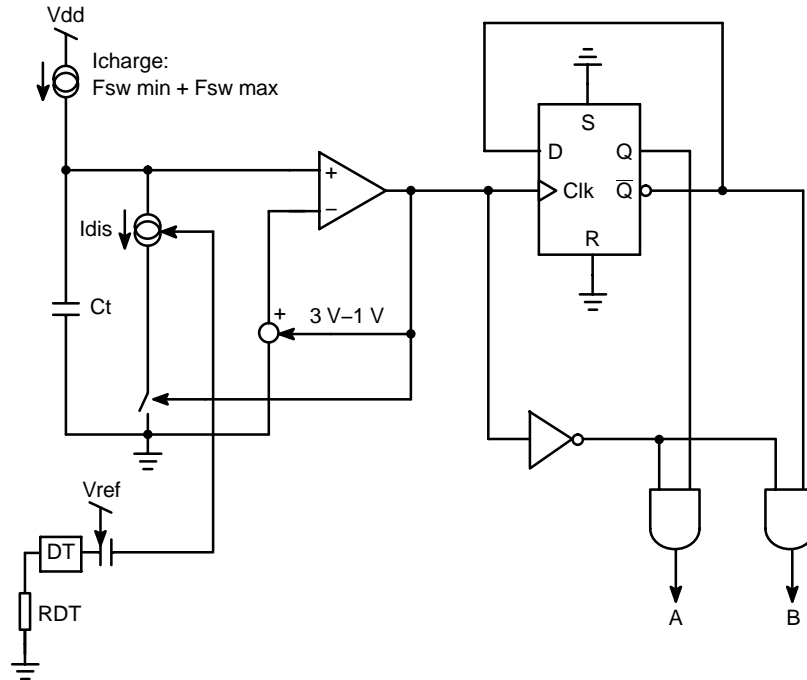 Vdd
Icharge:
Fsw min + Fsw max
S
D
Q
+
Clk
Q
−
Idis
R
+
3 V–1 V
Ct
Vref
DT
RDT
A
B